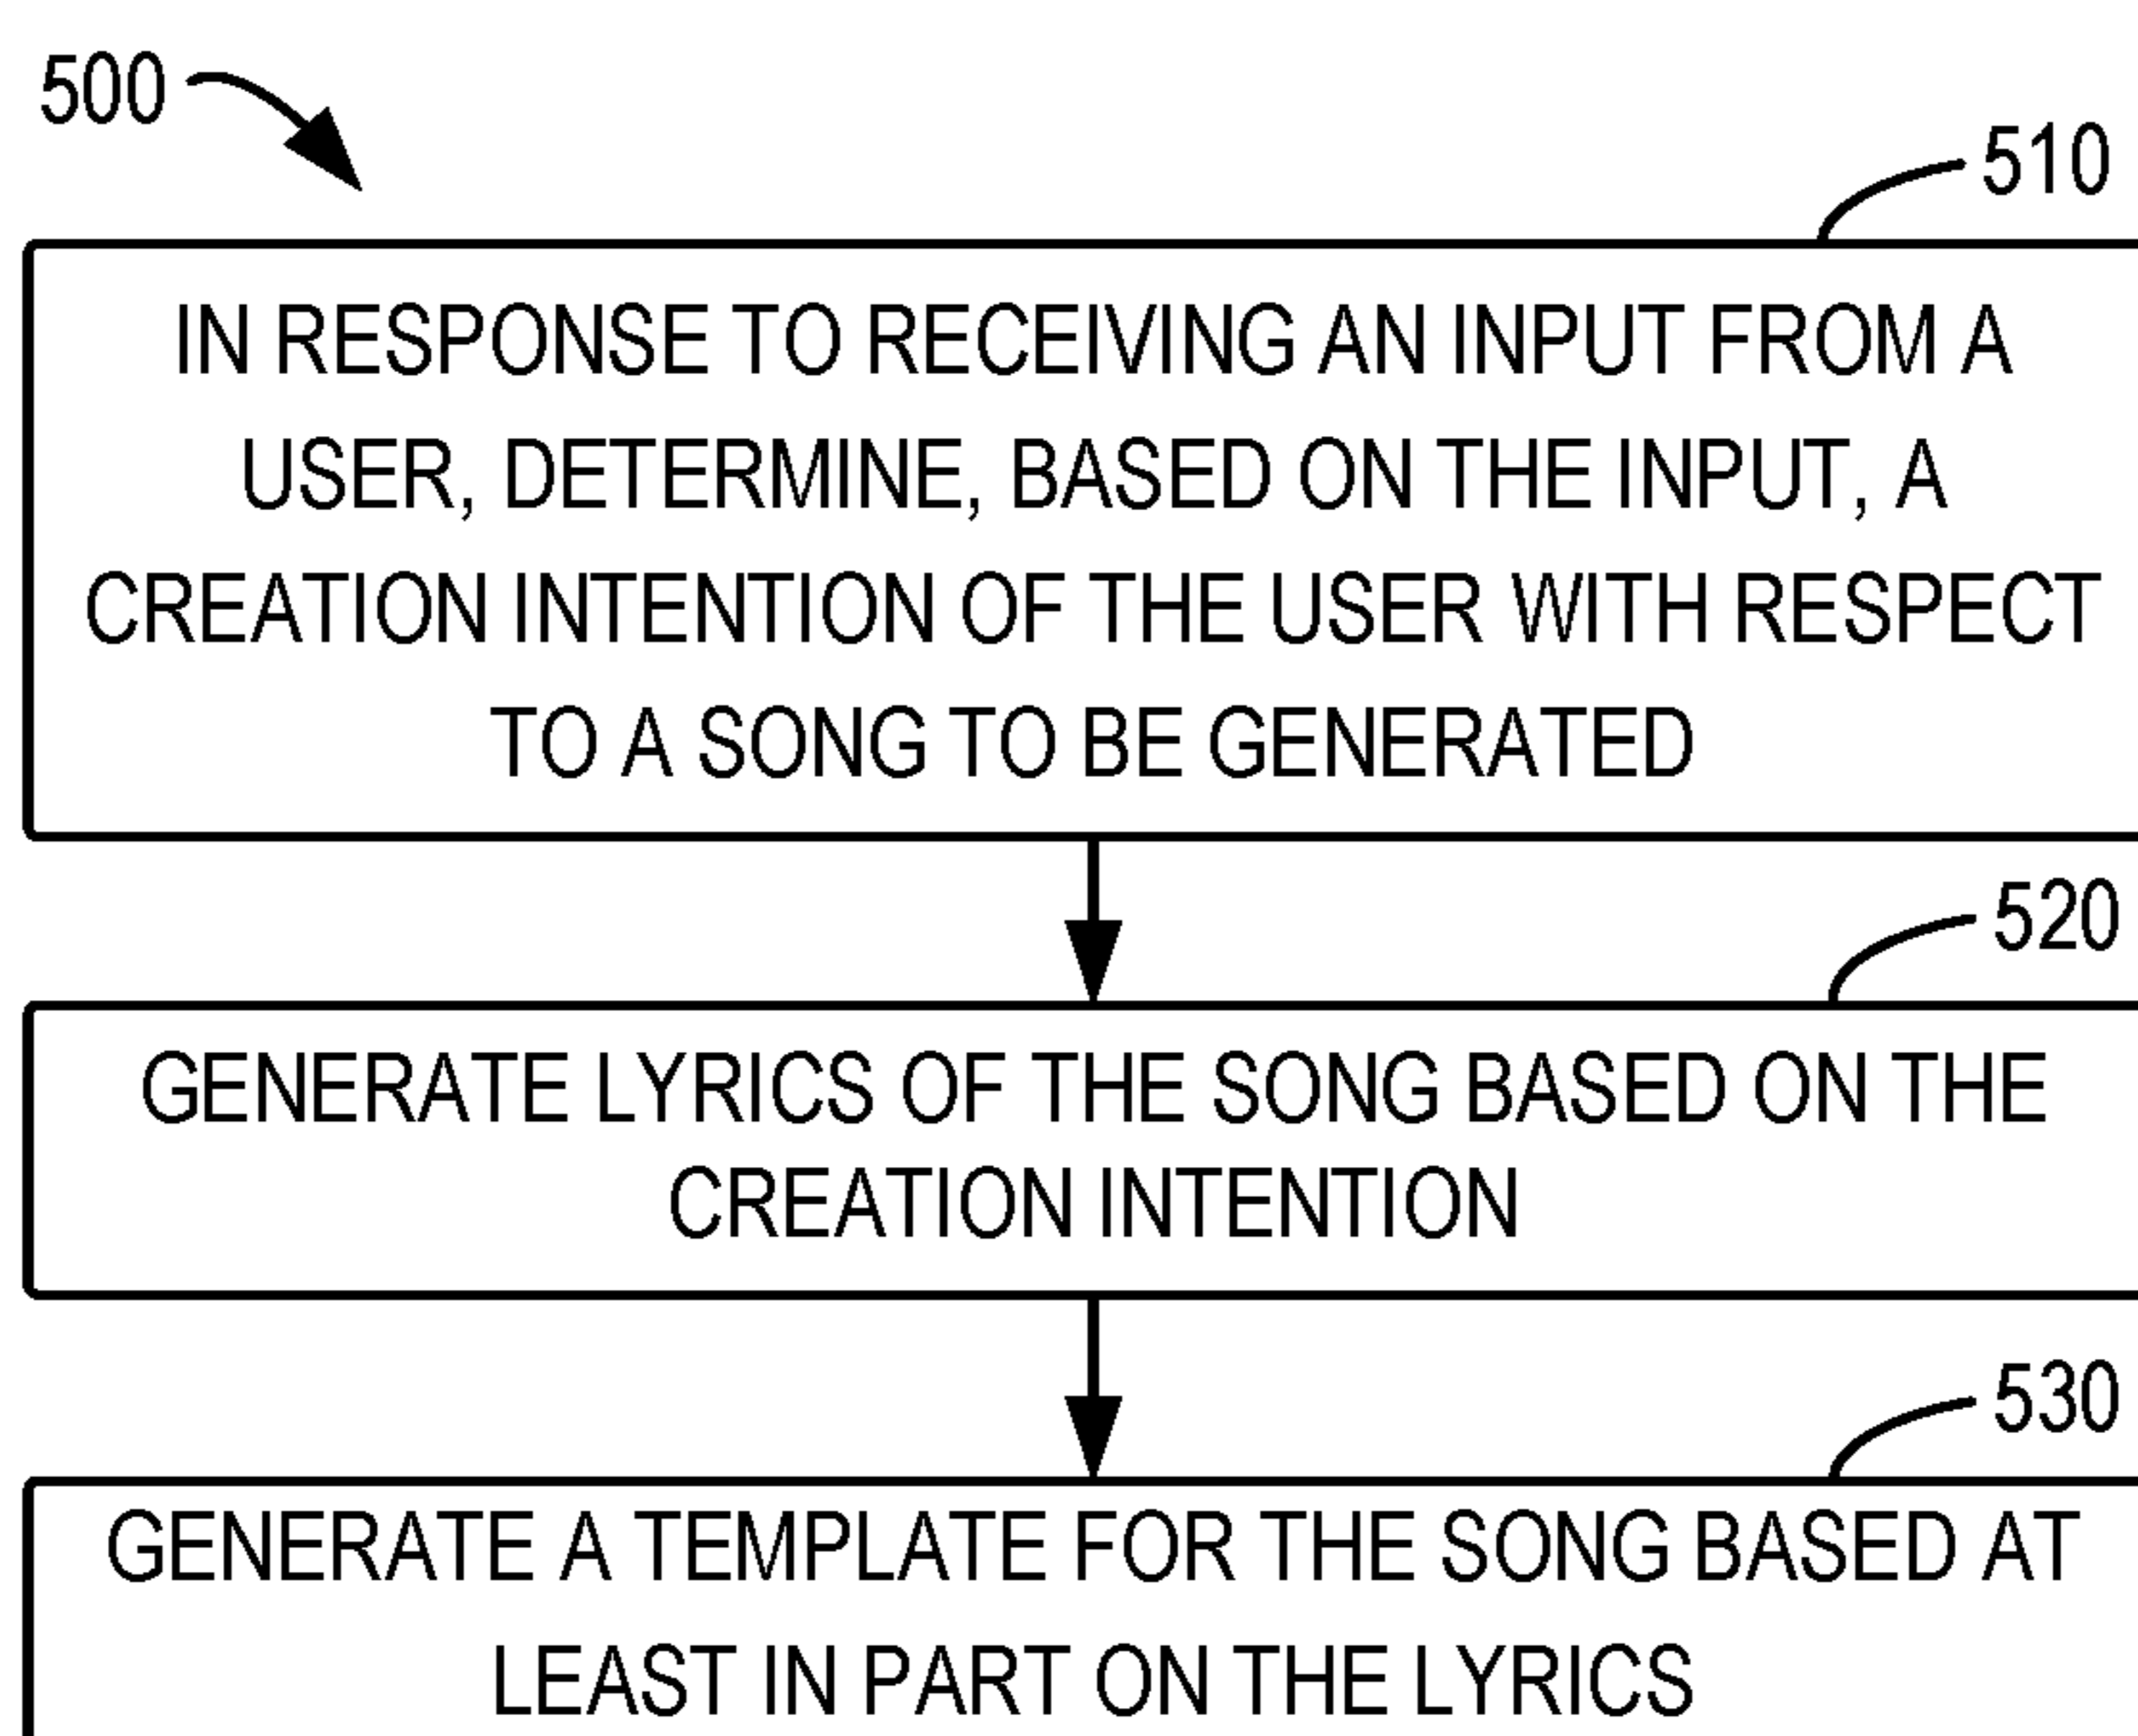 500
510
IN RESPONSE TO RECEIVING AN INPUT FROM A
USER, DETERMINE, BASED ON THE INPUT, A
CREATION INTENTION OF THE USER WITH RESPECT
TO A SONG TO BE GENERATED
520
GENERATE LYRICS OF THE SONG BASED ON THE
CREATION INTENTION
530
GENERATE A TEMPLATE FOR THE SONG BASED AT
LEAST IN PART ON THE LYRICS